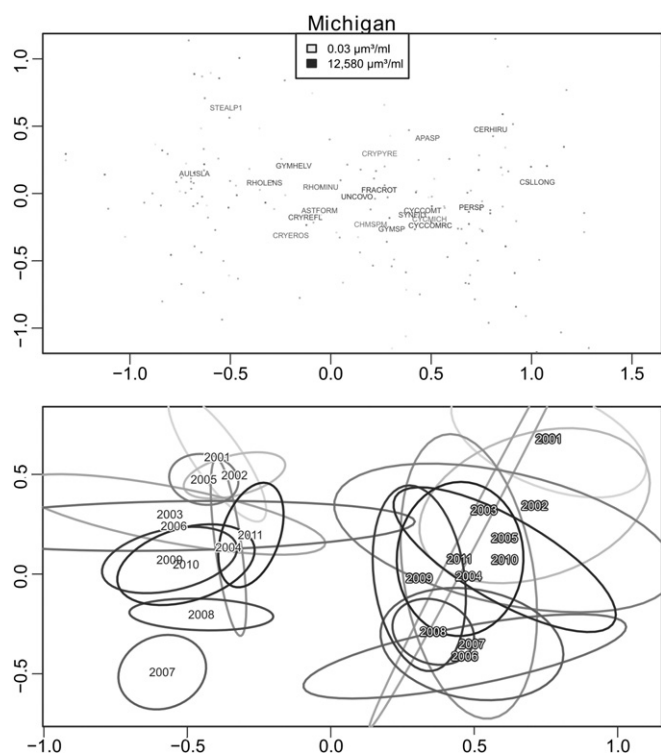 Michigan
0.03 µm³/ml
12,580 µm³/ml
1.0
0.5
0.0
−0.5
−1.0
STEALP1
CERHIRU
APASP
CRYPYRE
GYMHELV
AULISLA
RHOLENS
RHOMINU
FRACROT
UNCOVO
CSLLONG
ASTFORM
CRYREFL
CYCCOMT
PERSP
CYCMICH
CHMSPM
GYMSP
CYCCOMRC
CRYEROS
−1.0 −0.5 0.0 0.5 1.0 1.5
0.5
0.0
−0.5
2001
2005 2002
2003
2006
2004 2011
2009 2010
2008
2007
2001
2003 2002
2005
2011 2010
2009 2004
2008
2007
2006
−1.0 −0.5 0.0 0.5 1.0